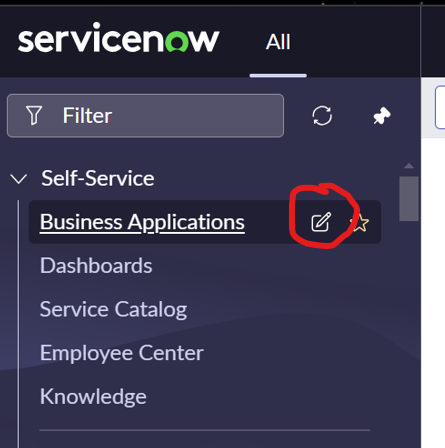 servicenow
All
Filter
Self-Service
Business Applications
Dashboards
Service Catalog
Employee Center
Knowledge